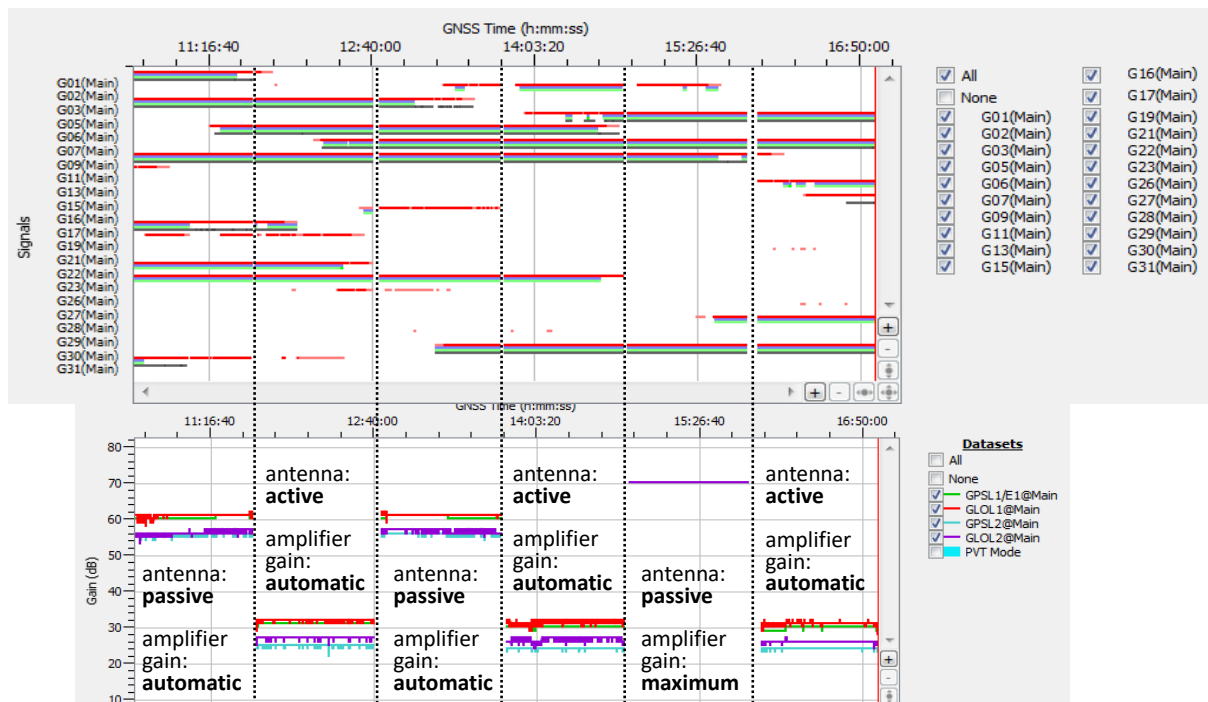 GNSS Time (h:mm:ss)
11:16:40 12:40:00 14:03:20 15:26:40 16:50:00
Signals
G01(Main)
G02(Main)
G03(Main)
G05(Main)
G06(Main)
G07(Main)
G09(Main)
G11(Main)
G13(Main)
G15(Main)
G16(Main)
G17(Main)
G19(Main)
G21(Main)
G22(Main)
G23(Main)
G26(Main)
G27(Main)
G28(Main)
G29(Main)
G30(Main)
G31(Main)
All G16(Main)
None G17(Main)
G01(Main) G19(Main)
G02(Main) G21(Main)
G03(Main) G22(Main)
G05(Main) G23(Main)
G06(Main) G26(Main)
G07(Main) G27(Main)
G09(Main) G28(Main)
G11(Main) G29(Main)
G13(Main) G30(Main)
G15(Main) G31(Main)
GNSS Time (h:mm:ss)
11:16:40 12:40:00 14:03:20 15:26:40 16:50:00
Gain (dB)
80
70
60
50
40
30
20
10
antenna:
passive
amplifier
gain:
automatic
antenna:
active
amplifier
gain:
automatic
antenna:
passive
amplifier
gain:
automatic
antenna:
active
amplifier
gain:
automatic
antenna:
passive
amplifier
gain:
maximum
antenna:
active
amplifier
gain:
automatic
Datasets
All
None
GPSL1/E1@Main
GLOL1@Main
GPSL2@Main
GLOL2@Main
PVT Mode